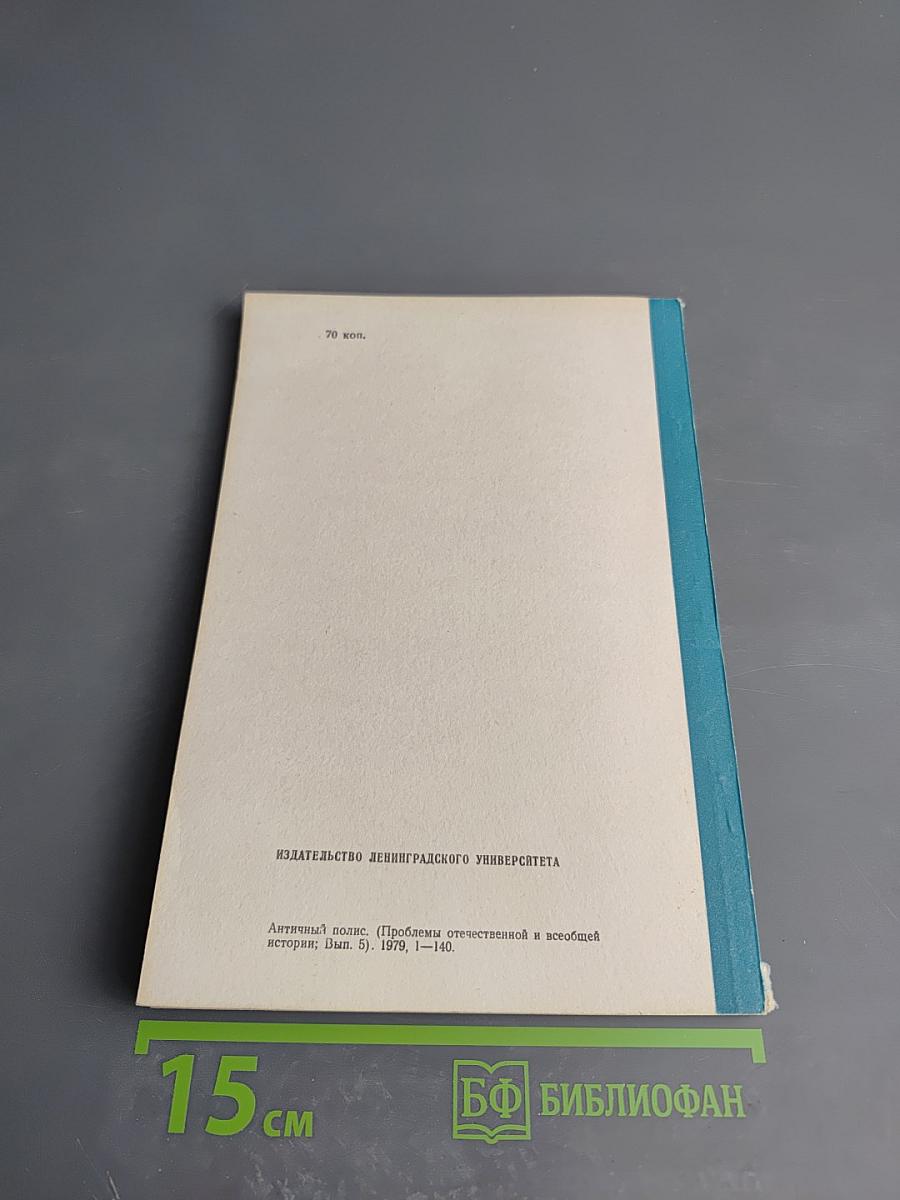 70 коп.
ИЗДАТЕЛЬСТВО ЛЕНИНГРАДСКОГО УНИВЕРСИТЕТА
Античный полис. (Проблемы отечественной и всеобщей
истории; Вып. 5). 1979, 1—140.
15 см
БФ БИБЛИОФАН